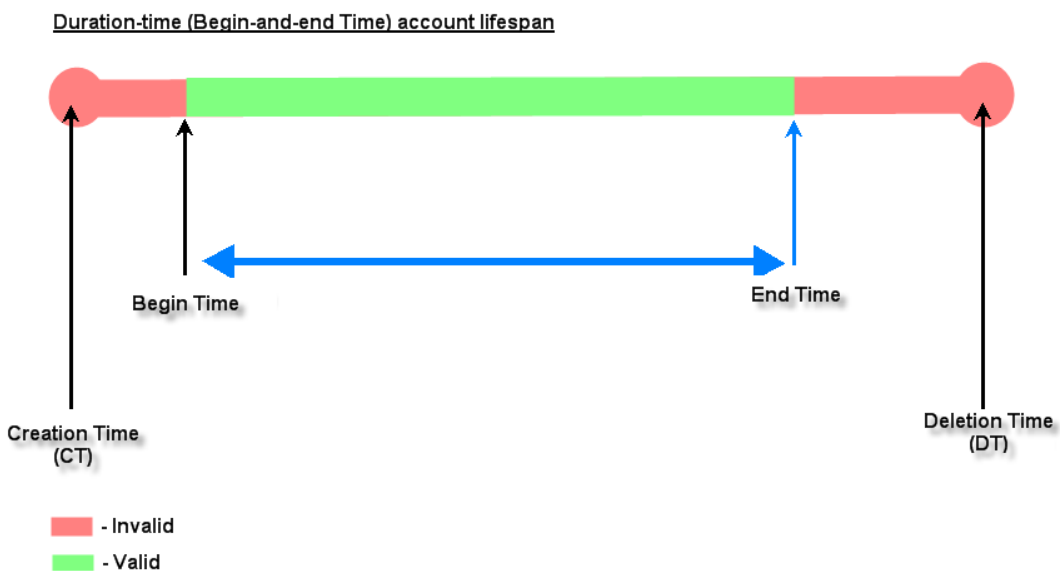 Duration-time (Begin-and-end Time) account lifespan
Begin Time
End Time
Creation Time
(CT)
Deletion Time
(DT)
- Invalid
- Valid